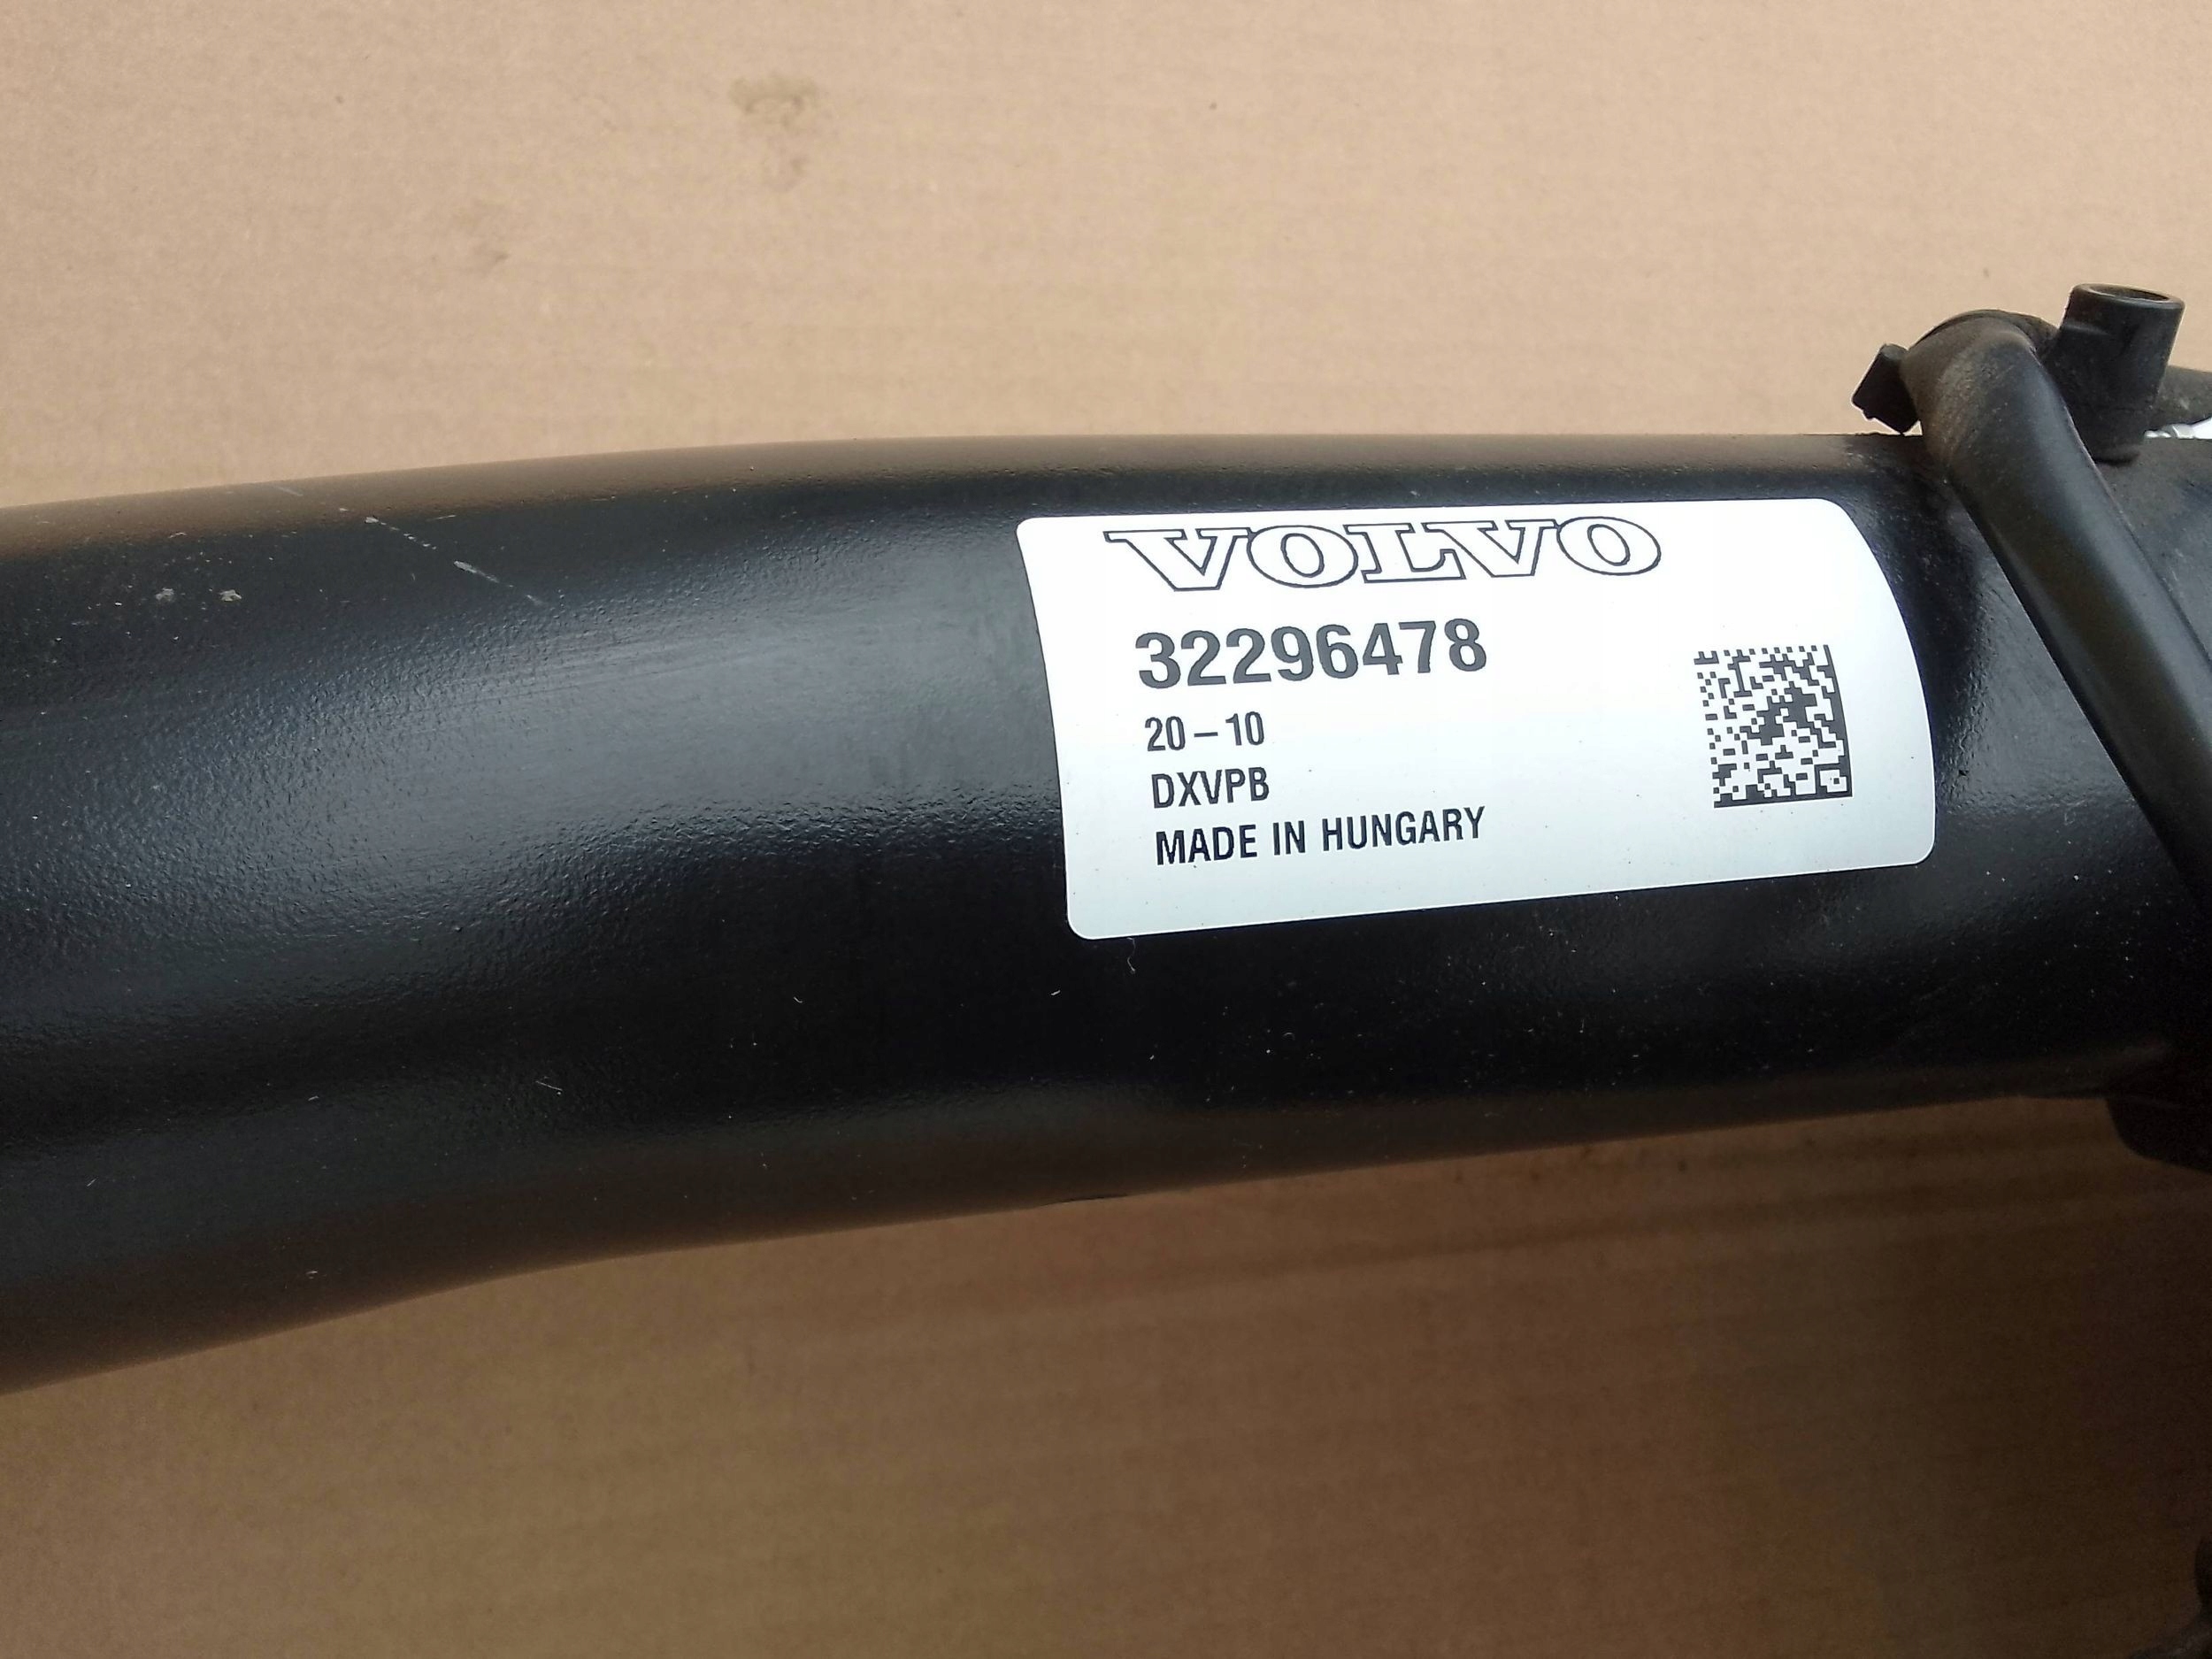 VOLVO
32296478
20–10
DXVPB
MADE IN HUNGARY